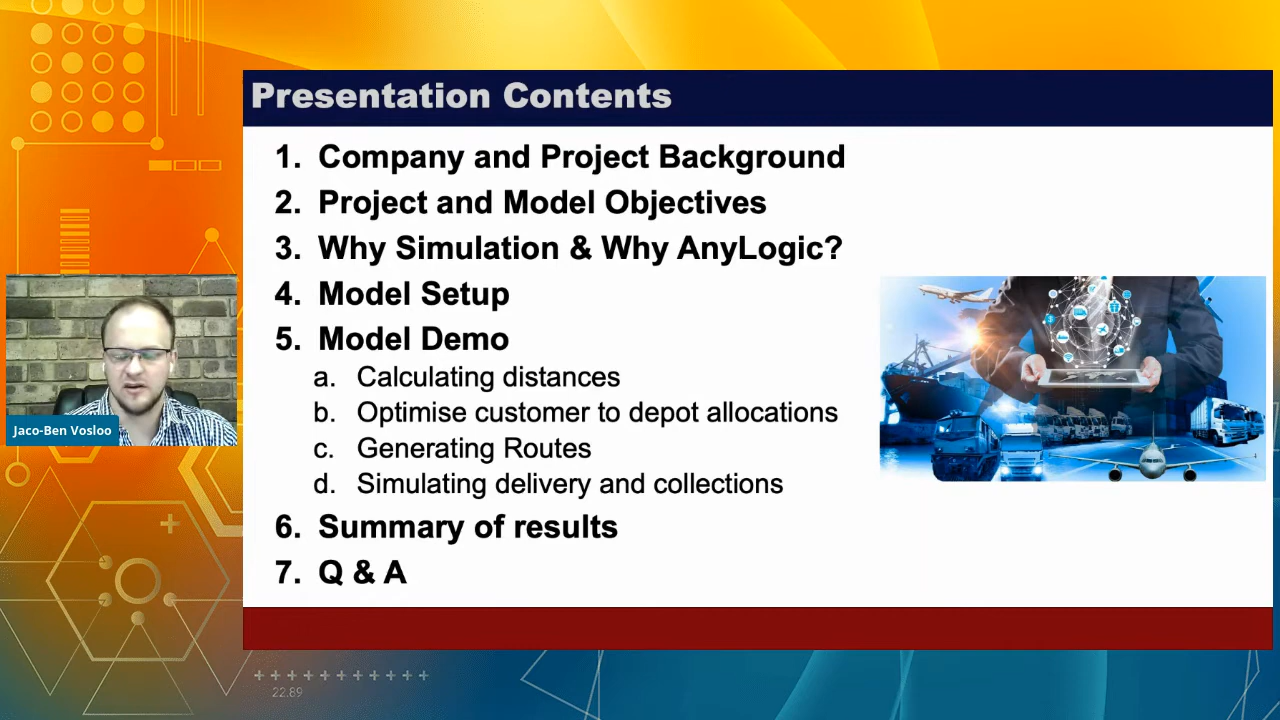 Presentation Contents
1. Company and Project Background
2. Project and Model Objectives
3. Why Simulation & Why AnyLogic?
4. Model Setup
5. Model Demo
a. Calculating distances
b. Optimise customer to depot allocations
c. Generating Routes
d. Simulating delivery and collections
6. Summary of results
7. Q & A
Jaco-Ben Vosloo
22.89